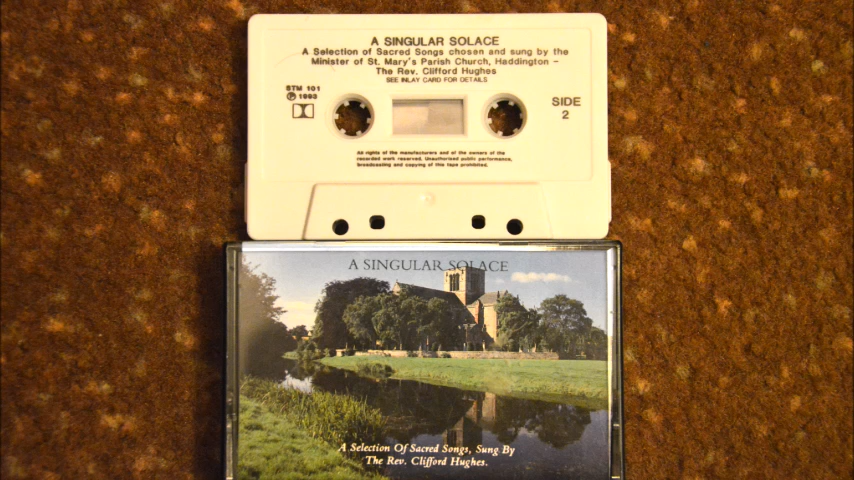 A SINGULAR SOLACE
A Selection of Sacred Songs chosen and sung by the
Minister of St. Mary's Parish Church, Haddington –
The Rev. Clifford Hughes
SEE INLAY CARD FOR DETAILS
STM 101
Ⓟ 1993
SIDE
2
All rights of the manufacturers and of the owners of the
recorded work reserved. Unauthorised public performance,
broadcasting and copying of this tape prohibited.
A SINGULAR SOLACE
A Selection Of Sacred Songs, Sung By
The Rev. Clifford Hughes.